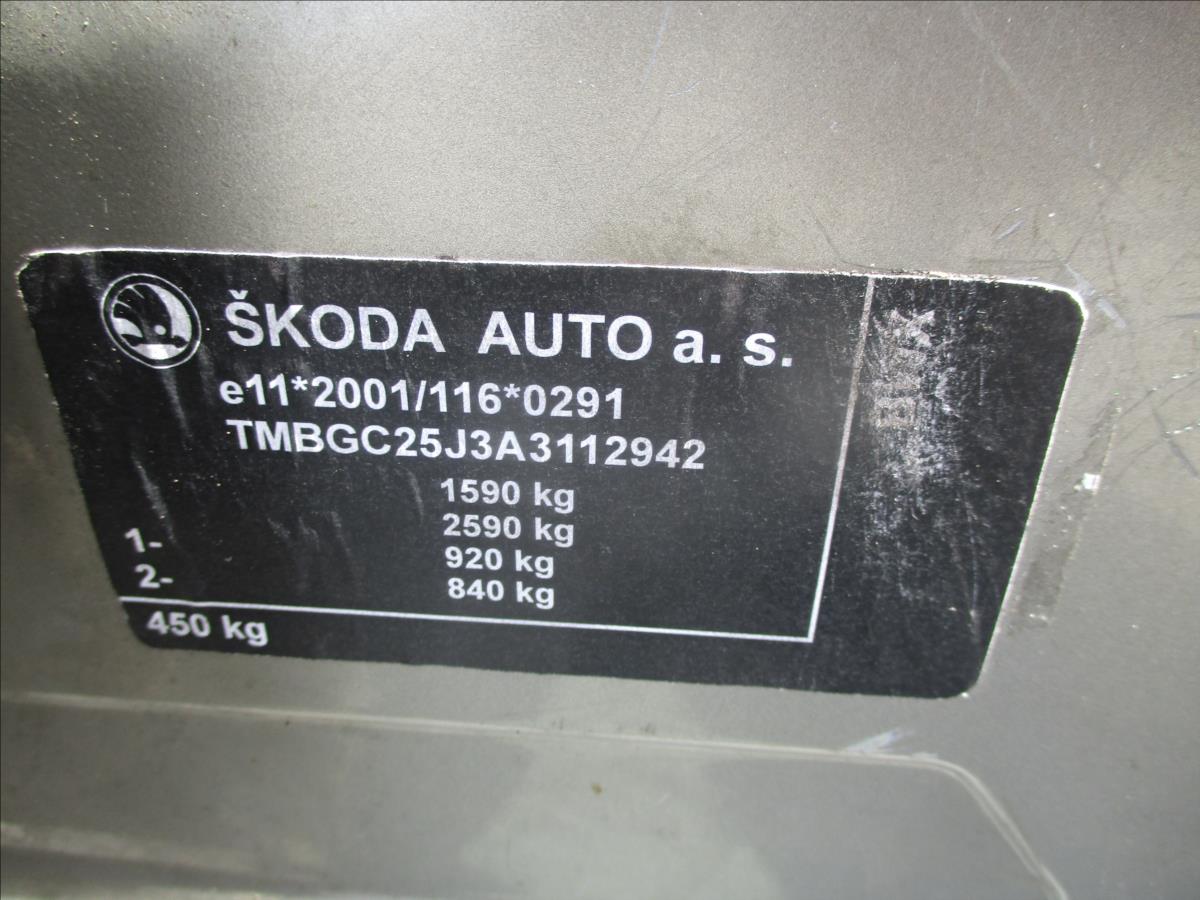 ŠKODA AUTO a. s.
e11*2001/116*0291
TMBGC25J3A3112942
1590 kg
2590 kg
1- 920 kg
2- 840 kg
450 kg